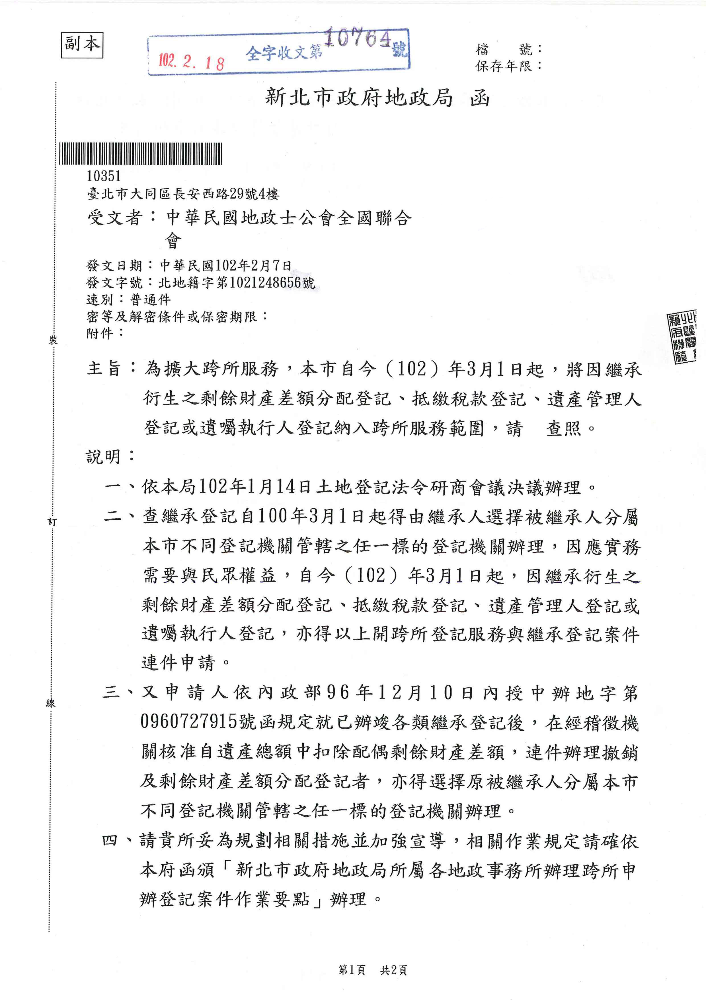 副本
全字收文第10764號
102.2.18
檔　　號：
保存年限：
新北市政府地政局　函
10351
臺北市大同區長安西路29號4樓
受文者：中華民國地政士公會全國聯合
會
發文日期：中華民國102年2月7日
發文字號：北地籍字第1021248656號
速別：普通件
密等及解密條件或保密期限：
附件：
主旨：為擴大跨所服務，本市自今（102）年3月1日起，將因繼承
衍生之剩餘財產差額分配登記、抵繳稅款登記、遺產管理人
登記或遺囑執行人登記納入跨所服務範圍，請　查照。
說明：
一、依本局102年1月14日土地登記法令研商會議決議辦理。
二、查繼承登記自100年3月1日起得由繼承人選擇被繼承人分屬
本市不同登記機關管轄之任一標的登記機關辦理，因應實務
需要與民眾權益，自今（102）年3月1日起，因繼承衍生之
剩餘財產差額分配登記、抵繳稅款登記、遺產管理人登記或
遺囑執行人登記，亦得以上開跨所登記服務與繼承登記案件
連件申請。
三、又申請人依內政部96年12月10日內授中辦地字第
0960727915號函規定就已辦竣各類繼承登記後，在經稽徵機
關核准自遺產總額中扣除配偶剩餘財產差額，連件辦理撤銷
及剩餘財產差額分配登記者，亦得選擇原被繼承人分屬本市
不同登記機關管轄之任一標的登記機關辦理。
四、請貴所妥為規劃相關措施並加強宣導，相關作業規定請確依
本府函頒「新北市政府地政局所屬各地政事務所辦理跨所申
辦登記案件作業要點」辦理。
裝
訂
線
第1頁　共2頁